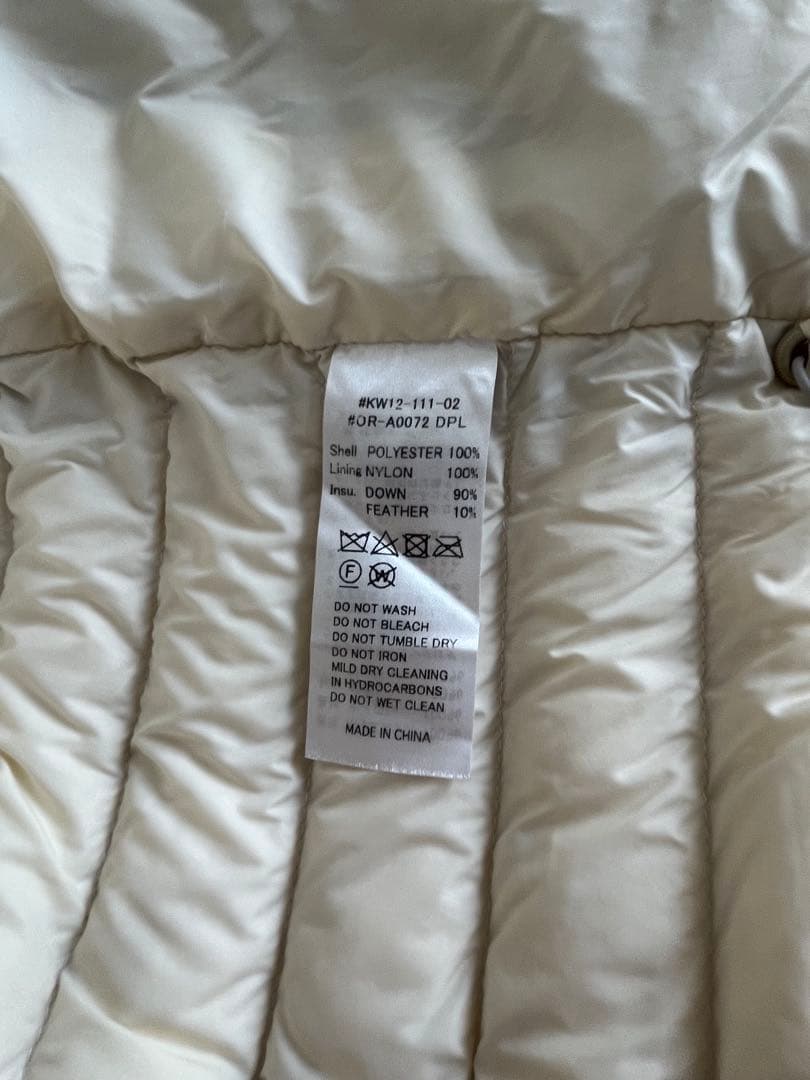 #KW12-111-02
#OR-A0072 DPL
Shell POLYESTER 100%
Lining NYLON 100%
Insu. DOWN 90%
FEATHER 10%
F W
DO NOT WASH
DO NOT BLEACH
DO NOT TUMBLE DRY
DO NOT IRON
MILD DRY CLEANING
IN HYDROCARBONS
DO NOT WET CLEAN
MADE IN CHINA